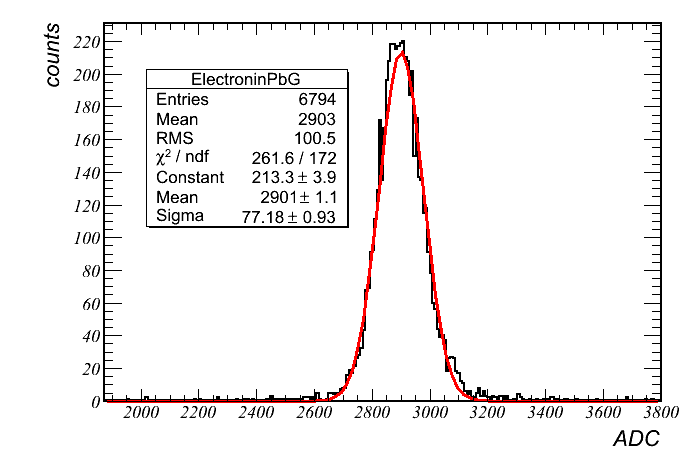 counts
220
200
180
160
140
120
100
80
60
40
20
0
ElectroninPbG
Entries 6794
Mean 2903
RMS 100.5
χ² / ndf 261.6 / 172
Constant 213.3 ± 3.9
Mean 2901 ± 1.1
Sigma 77.18 ± 0.93
2000 2200 2400 2600 2800 3000 3200 3400 3600 3800
ADC